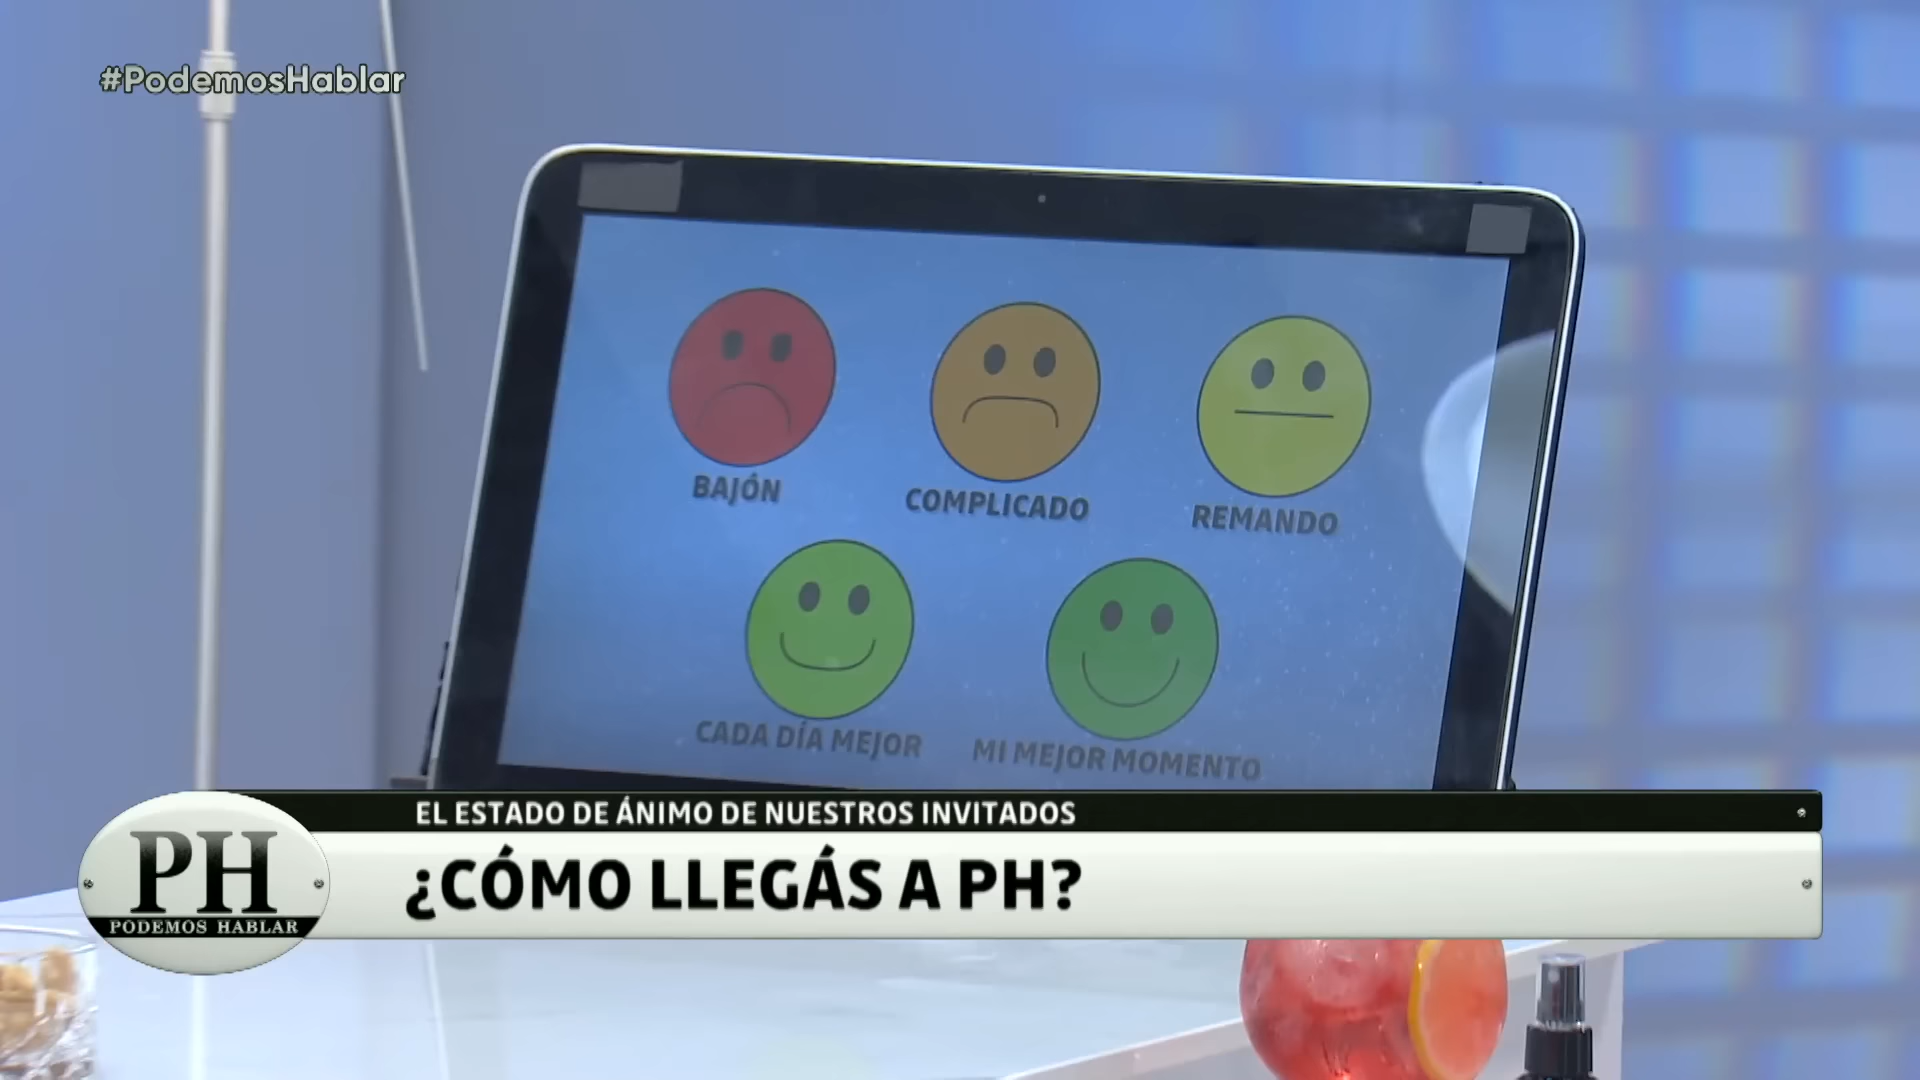 #PodemosHablar
BAJÓN
COMPLICADO
REMANDO
CADA DÍA MEJOR
MI MEJOR MOMENTO
EL ESTADO DE ÁNIMO DE NUESTROS INVITADOS
¿CÓMO LLEGÁS A PH?
PH
PODEMOS HABLAR